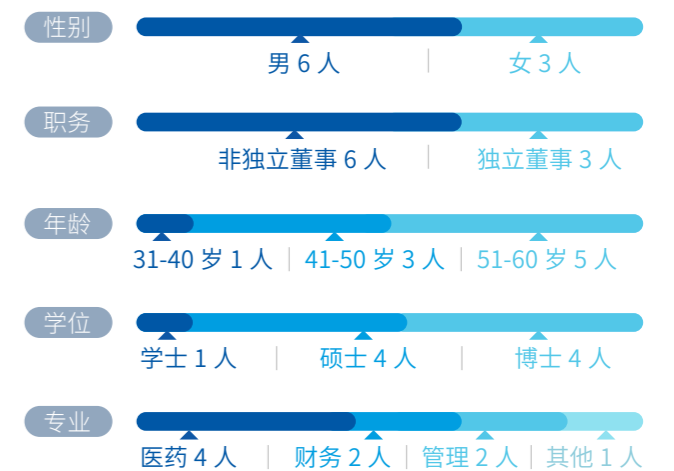 性别
男 6 人 女 3 人
职务
非独立董事 6 人 独立董事 3 人
年龄
31-40 岁 1 人 41-50 岁 3 人 51-60 岁 5 人
学位
学士 1 人 硕士 4 人 博士 4 人
专业
医药 4 人 财务 2 人 管理 2 人 其他 1 人